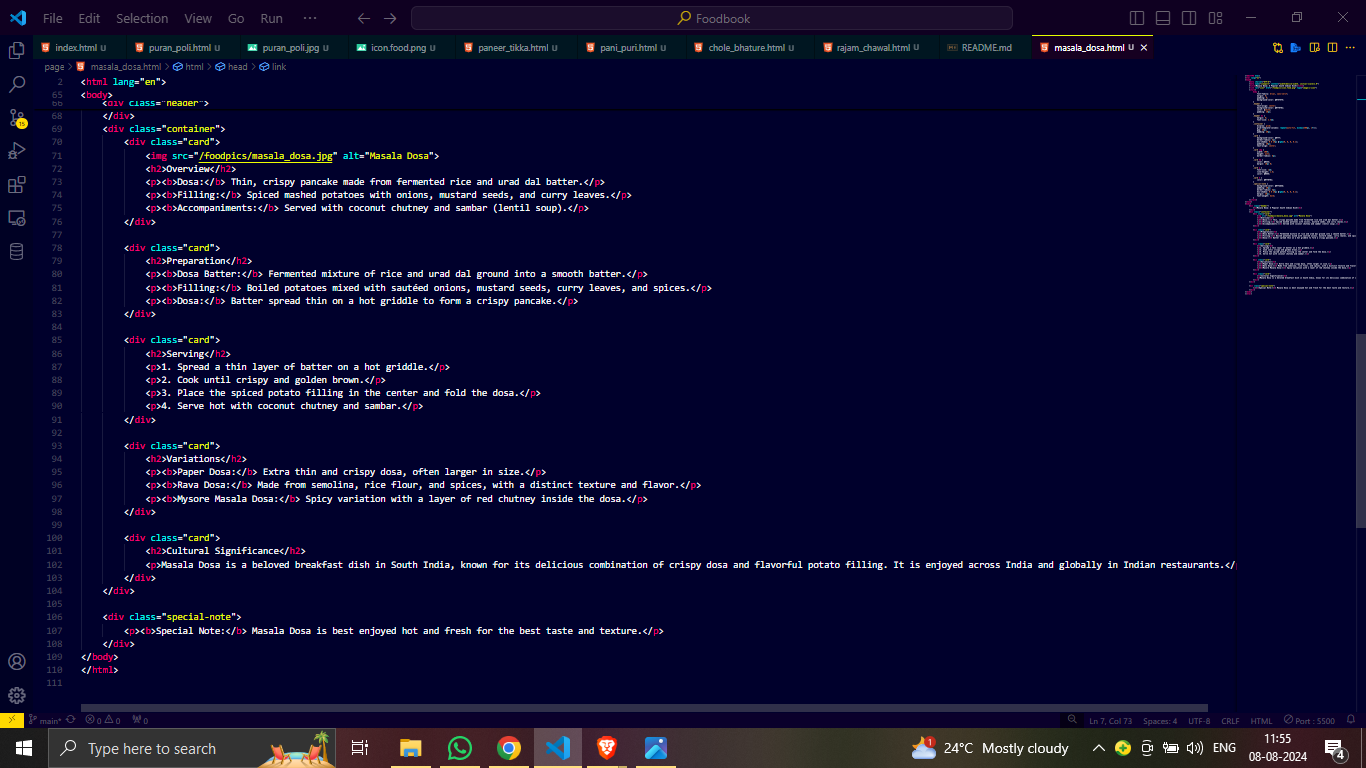 File Edit Selection View Go Run ··· Foodbook
index.html U puran_poli.html U puran_poli.jpg U icon.food.png U paneer_tikka.html U pani_puri.html U chole_bhature.html U rajam_chawal.html U README.md masala_dosa.html U
page > masala_dosa.html > html > head > link
2 <html lang="en">
65 <body>
66 <div class="header">
68 </div>
69 <div class="container">
70 <div class="card">
71 <img src="/foodpics/masala_dosa.jpg" alt="Masala Dosa">
72 <h2>Overview</h2>
73 <p><b>Dosa:</b> Thin, crispy pancake made from fermented rice and urad dal batter.</p>
74 <p><b>Filling:</b> Spiced mashed potatoes with onions, mustard seeds, and curry leaves.</p>
75 <p><b>Accompaniments:</b> Served with coconut chutney and sambar (lentil soup).</p>
76 </div>
77
78 <div class="card">
79 <h2>Preparation</h2>
80 <p><b>Dosa Batter:</b> Fermented mixture of rice and urad dal ground into a smooth batter.</p>
81 <p><b>Filling:</b> Boiled potatoes mixed with sautéed onions, mustard seeds, curry leaves, and spices.</p>
82 <p><b>Dosa:</b> Batter spread thin on a hot griddle to form a crispy pancake.</p>
83 </div>
84
85 <div class="card">
86 <h2>Serving</h2>
87 <p>1. Spread a thin layer of batter on a hot griddle.</p>
88 <p>2. Cook until crispy and golden brown.</p>
89 <p>3. Place the spiced potato filling in the center and fold the dosa.</p>
90 <p>4. Serve hot with coconut chutney and sambar.</p>
91 </div>
92
93 <div class="card">
94 <h2>Variations</h2>
95 <p><b>Paper Dosa:</b> Extra thin and crispy dosa, often larger in size.</p>
96 <p><b>Rava Dosa:</b> Made from semolina, rice flour, and spices, with a distinct texture and flavor.</p>
97 <p><b>Mysore Masala Dosa:</b> Spicy variation with a layer of red chutney inside the dosa.</p>
98 </div>
99
100 <div class="card">
101 <h2>Cultural Significance</h2>
102 <p>Masala Dosa is a beloved breakfast dish in South India, known for its delicious combination of crispy dosa and flavorful potato filling. It is enjoyed across India and globally in Indian restaurants.</
103 </div>
104 </div>
105
106 <div class="special-note">
107 <p><b>Special Note:</b> Masala Dosa is best enjoyed hot and fresh for the best taste and texture.</p>
108 </div>
109 </body>
110 </html>
111
15
main* 0 0 0 Ln 7, Col 73 Spaces: 4 UTF-8 CRLF HTML Port : 5500
Type here to search 1 24°C Mostly cloudy ENG 11:55
08-08-2024 4